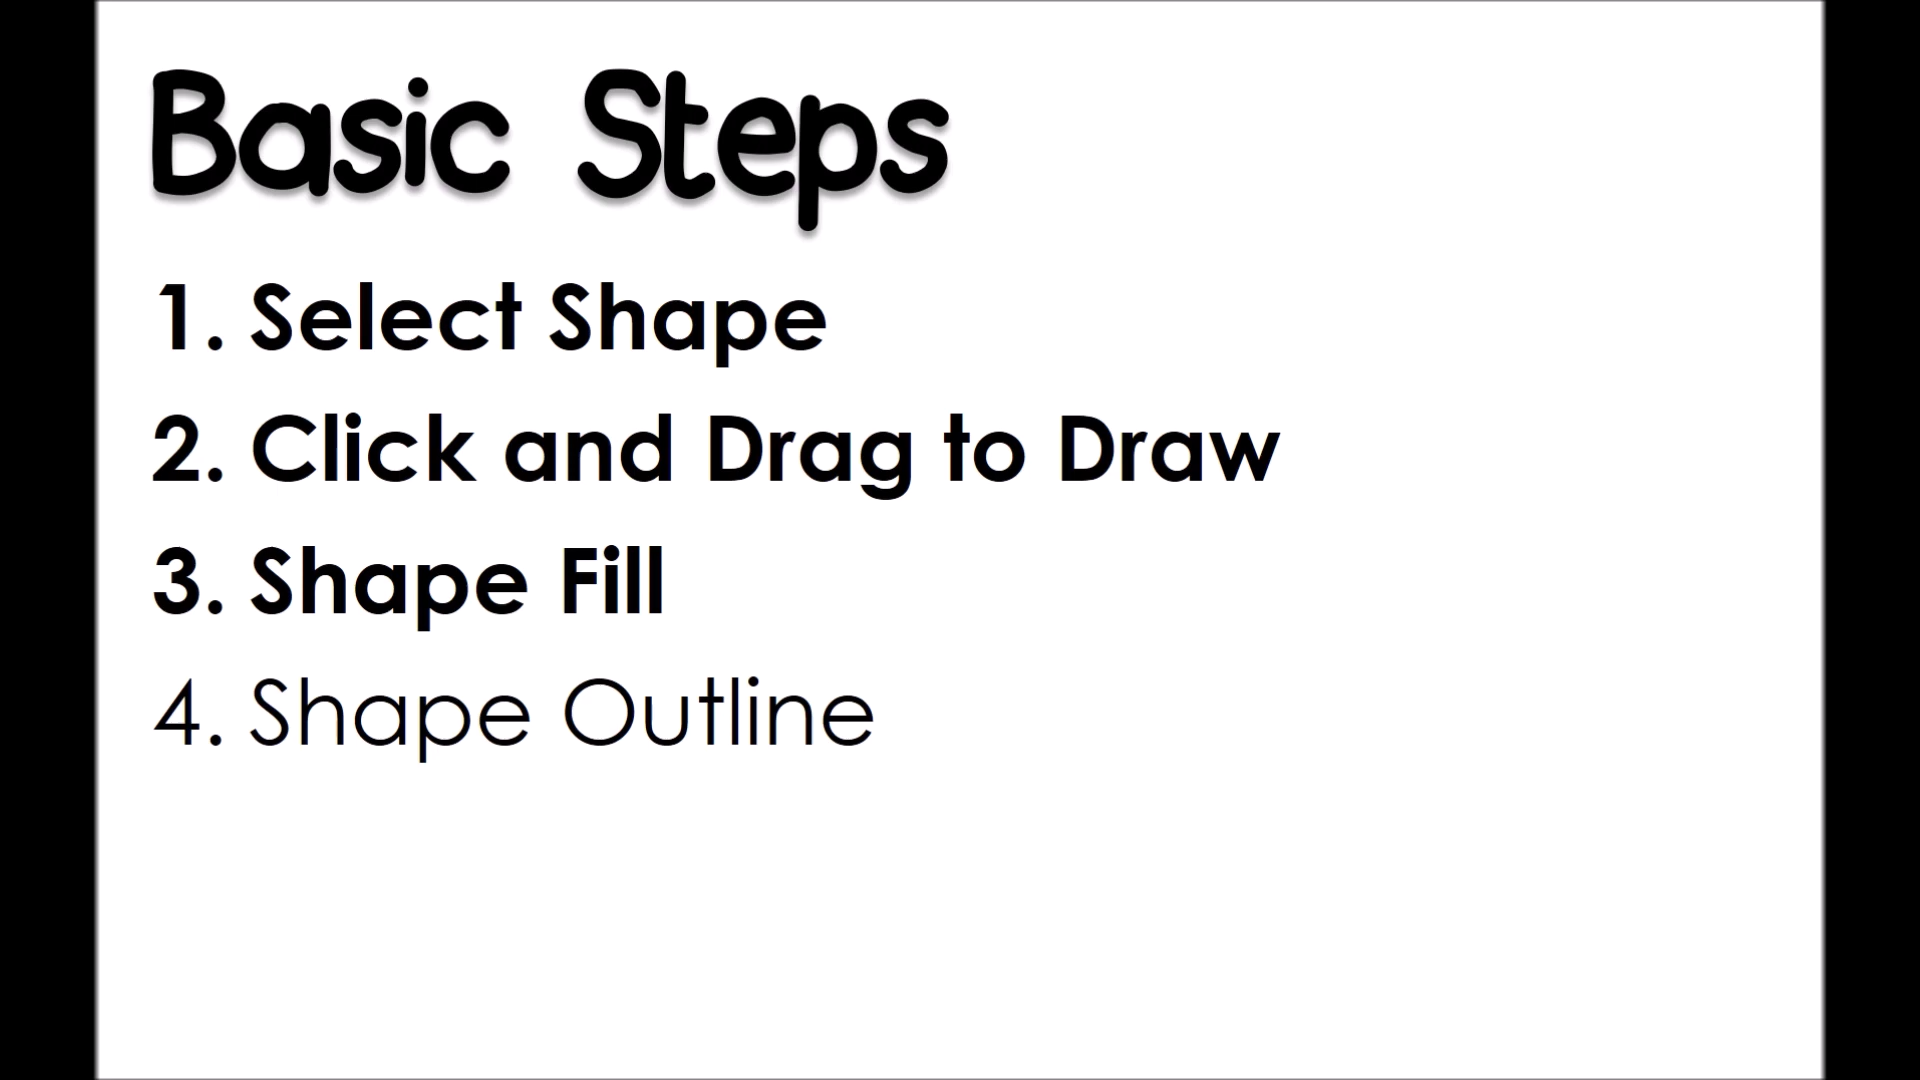 Basic Steps
1. Select Shape
2. Click and Drag to Draw
3. Shape Fill
4. Shape Outline